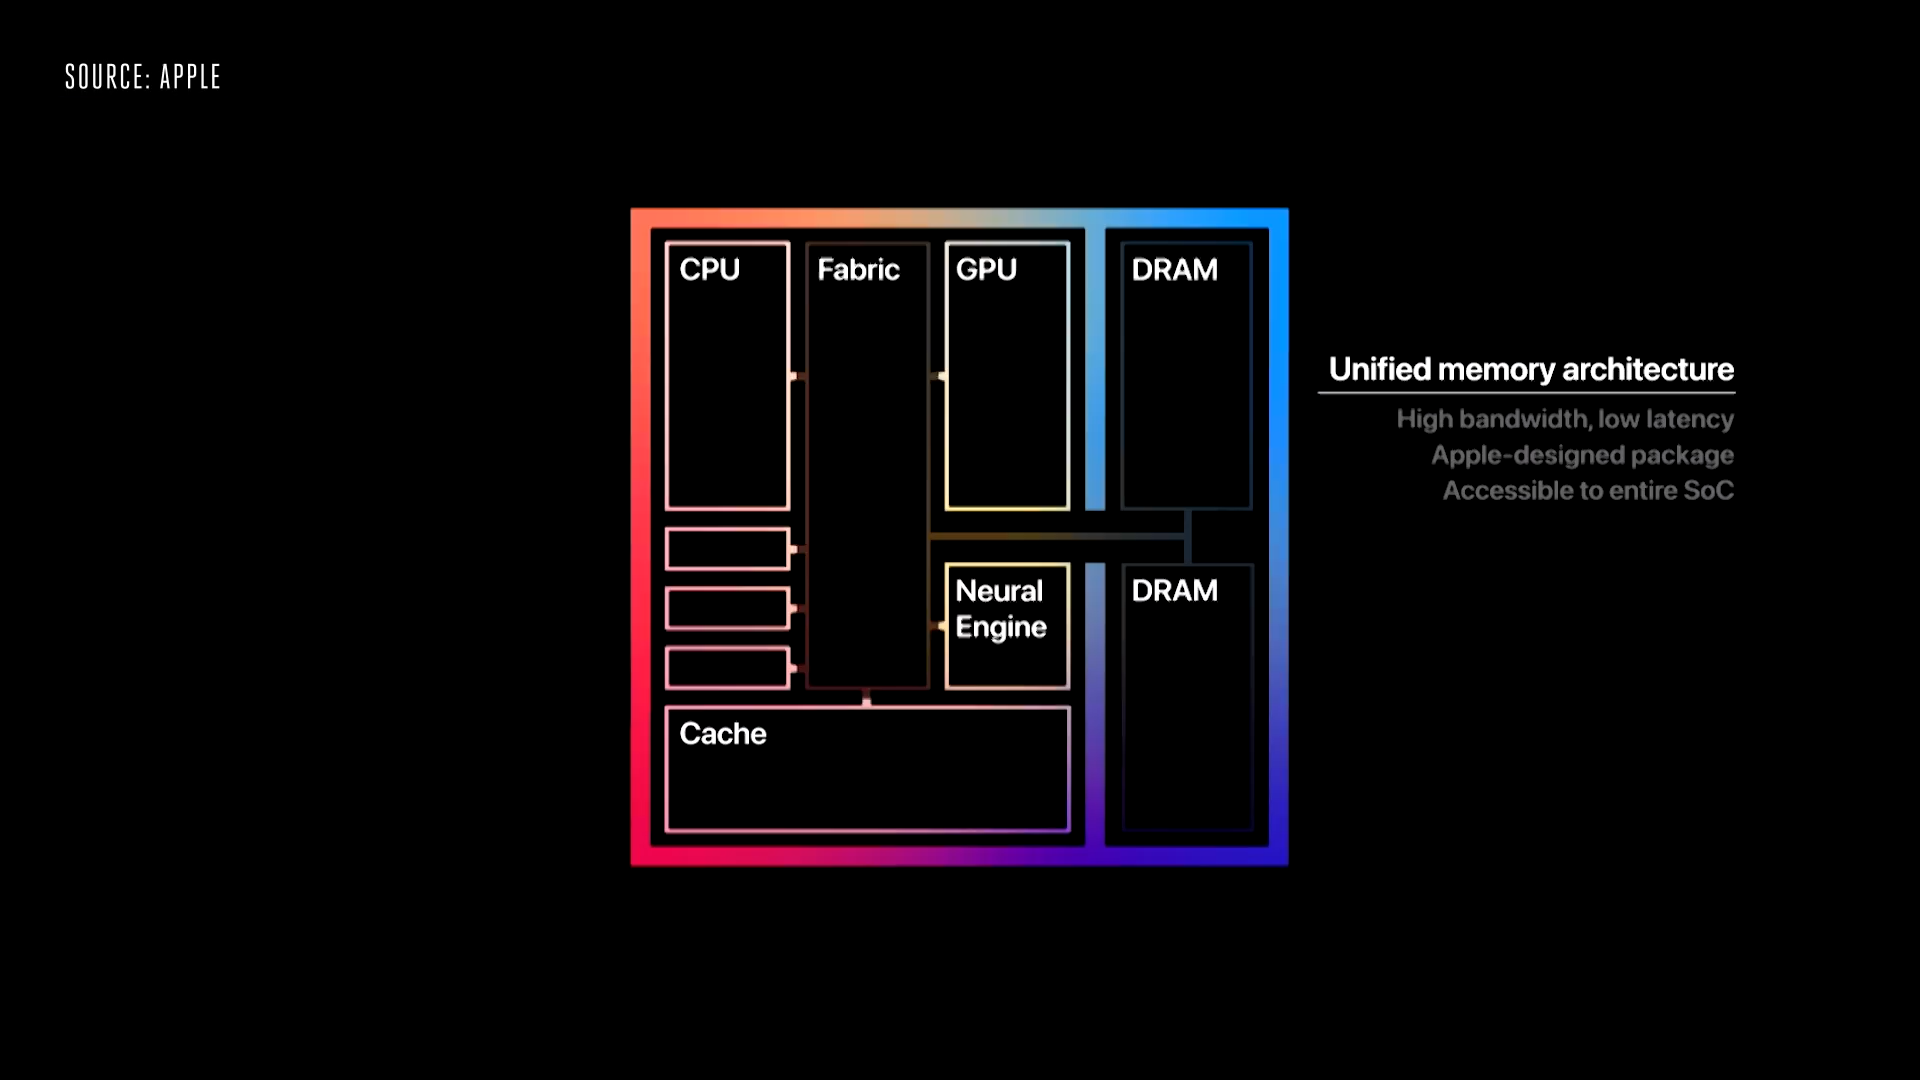 SOURCE: APPLE
CPU
Fabric
GPU
DRAM
Unified memory architecture
High bandwidth, low latency
Apple-designed package
Accessible to entire SoC
Neural
Engine
DRAM
Cache